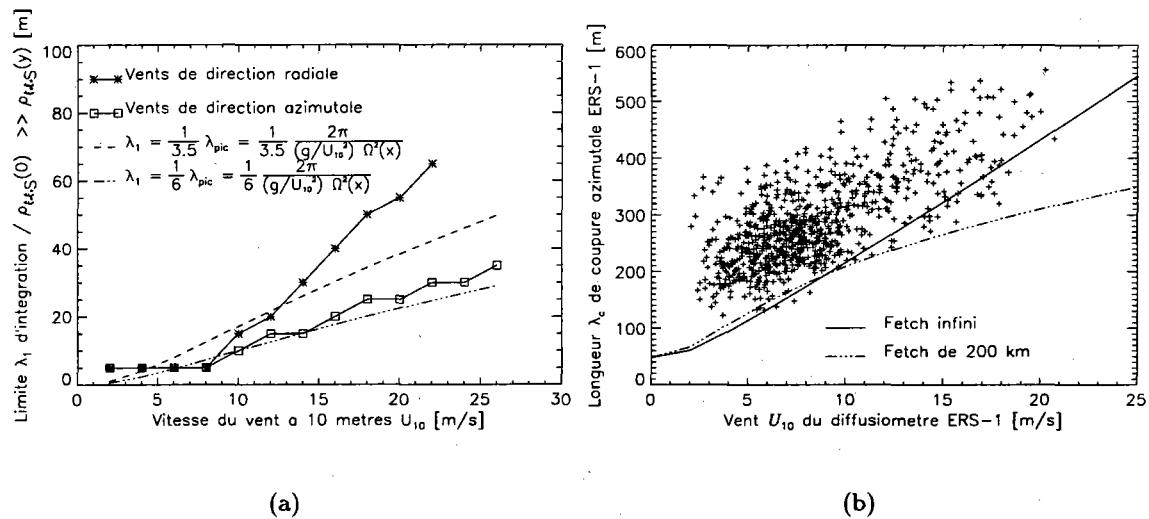 Limite λ₁ d'integration / ρ_t.t.S(0) >> ρ_t.t.S(y) [m]
100
80
60
40
20
0
Vents de direction radiale
Vents de direction azimutale
λ₁ = 1/3.5 λ_pic = 1/3.5 2π/((g/U₁₀²) Ω²(x))
λ₁ = 1/6 λ_pic = 1/6 2π/((g/U₁₀²) Ω²(x))
0 5 10 15 20 25 30
Vitesse du vent a 10 metres U₁₀ [m/s]
(a)
Longueur λ_c de coupure azimutale ERS-1 [m]
600
500
400
300
200
100
0
Fetch infini
Fetch de 200 km
0 5 10 15 20 25
Vent U₁₀ du diffusiometre ERS-1 [m/s]
(b)